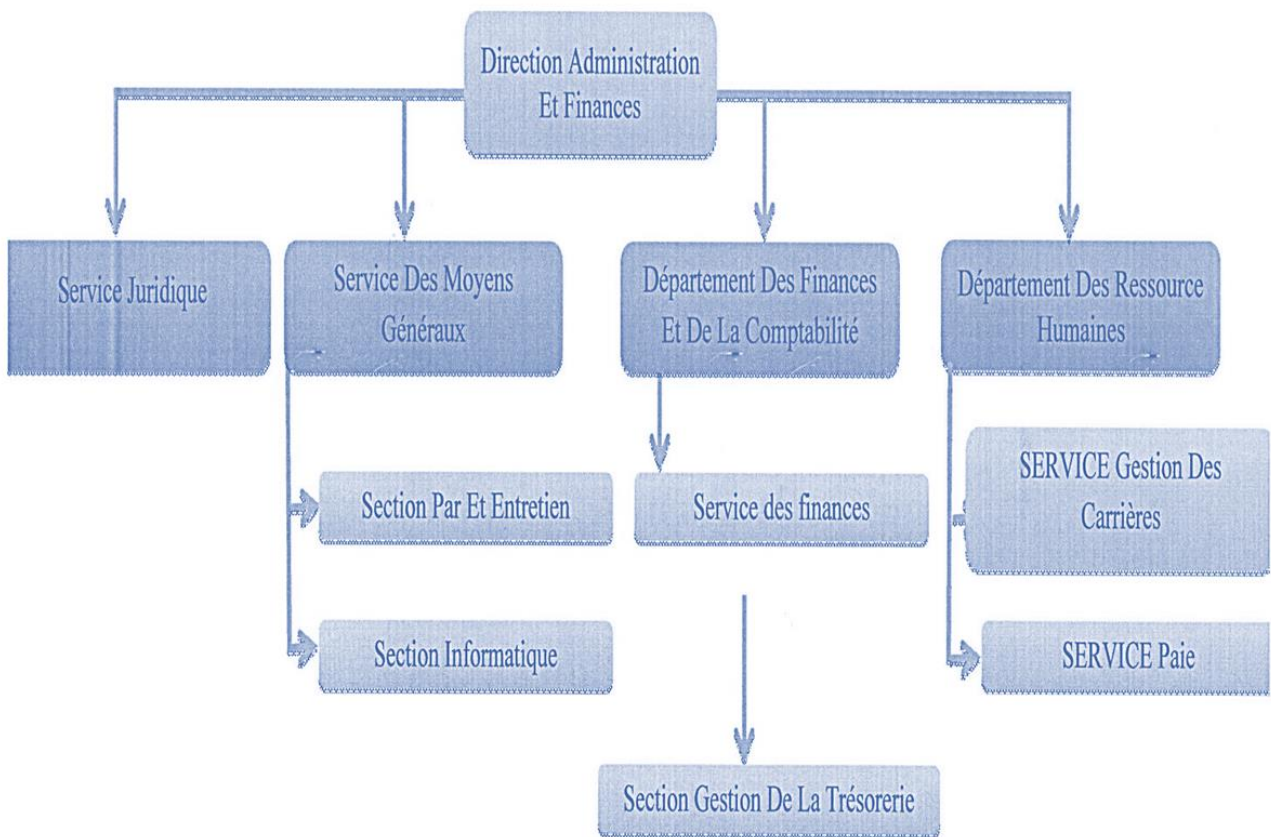 Direction Administration
Et Finances
Service Juridique
Service Des Moyens
Généraux
Département Des Finances
Et De La Comptabilité
Département Des Ressource
Humaines
Section Par Et Entretien
Service des finances
SERVICE Gestion Des
Carrières
Section Informatique
SERVICE Paie
Section Gestion De La Trésorerie